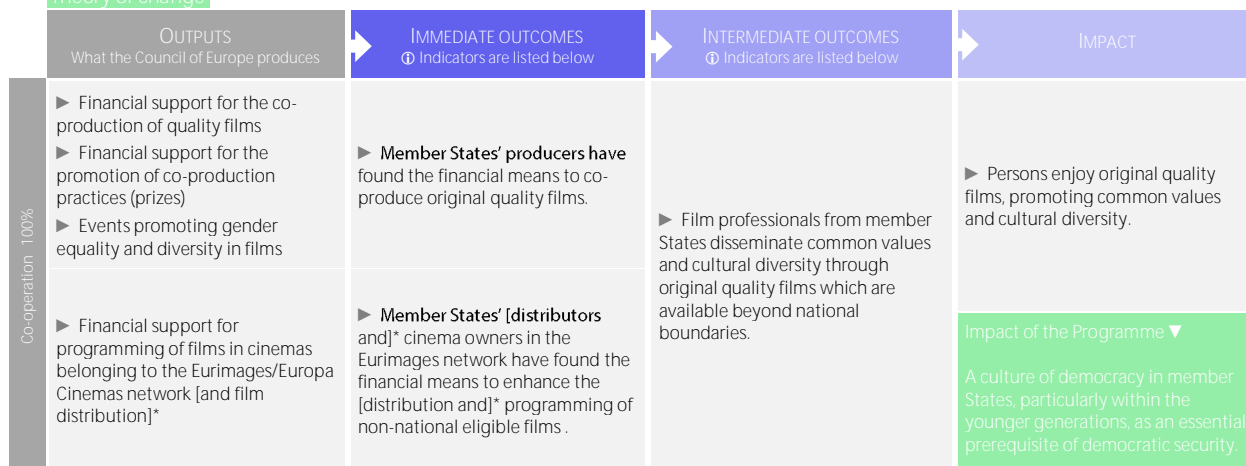 Theory of change
OUTPUTS
What the Council of Europe produces
IMMEDIATE OUTCOMES
🛈 Indicators are listed below
INTERMEDIATE OUTCOMES
🛈 Indicators are listed below
IMPACT
Co-operation 100%
► Financial support for the co-
production of quality films
► Financial support for the
promotion of co-production
practices (prizes)
► Events promoting gender
equality and diversity in films
► Financial support for
programming of films in cinemas
belonging to the Eurimages/Europa
Cinemas network [and film
distribution]*
► Member States' producers have
found the financial means to co-
produce original quality films.
► Member States' [distributors
and]* cinema owners in the
Eurimages network have found the
financial means to enhance the
[distribution and]* programming of
non-national eligible films .
► Film professionals from member
States disseminate common values
and cultural diversity through
original quality films which are
available beyond national
boundaries.
► Persons enjoy original quality
films, promoting common values
and cultural diversity.
Impact of the Programme ▼
A culture of democracy in member
States, particularly within the
younger generations, as an essential
prerequisite of democratic security.